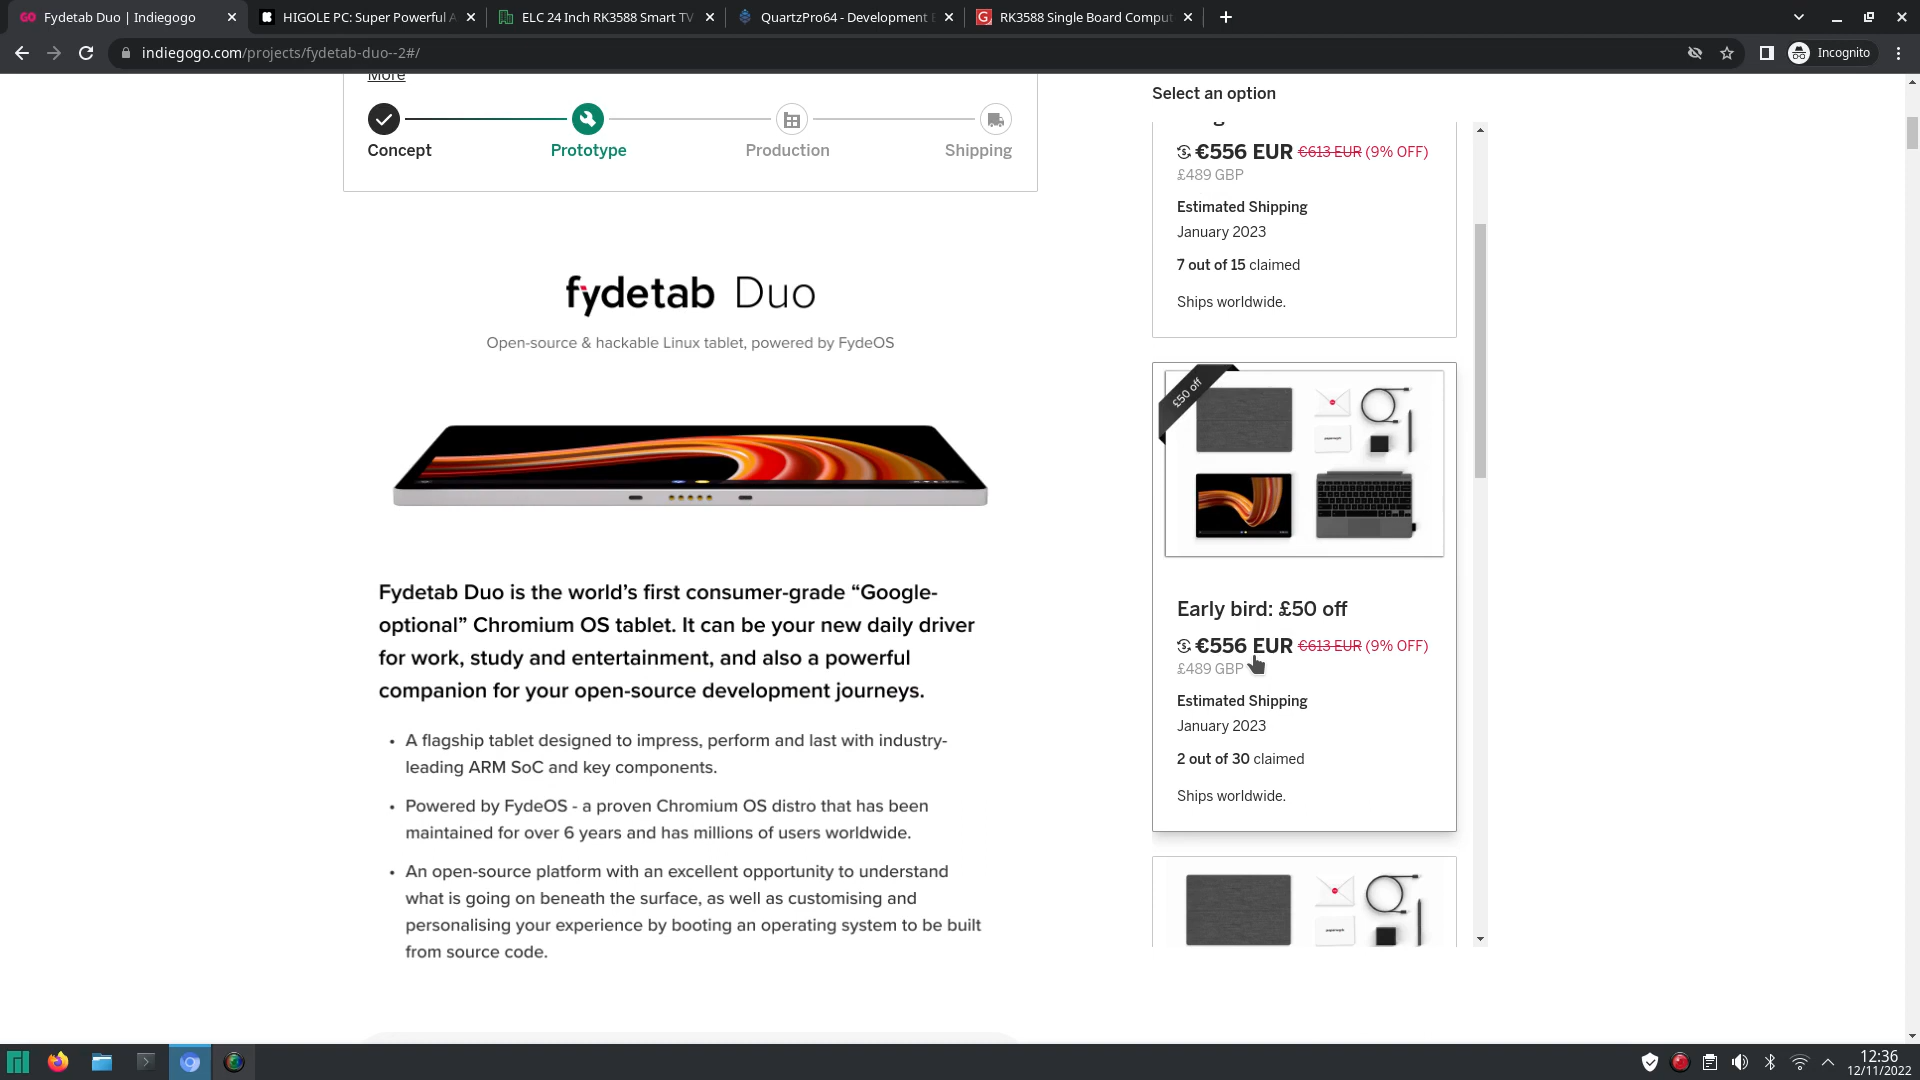 Fydetab Duo | Indiegogo
HIGOLE PC: Super Powerful A
ELC 24 Inch RK3588 Smart TV
QuartzPro64 - Development
RK3588 Single Board Comput
indiegogo.com/projects/fydetab-duo--2#/
Incognito
More
Concept
Prototype
Production
Shipping
fydetab Duo
Open-source & hackable Linux tablet, powered by FydeOS
Fydetab Duo is the world’s first consumer-grade “Google-
optional” Chromium OS tablet. It can be your new daily driver
for work, study and entertainment, and also a powerful
companion for your open-source development journeys.
• A flagship tablet designed to impress, perform and last with industry-
leading ARM SoC and key components.
• Powered by FydeOS - a proven Chromium OS distro that has been
maintained for over 6 years and has millions of users worldwide.
• An open-source platform with an excellent opportunity to understand
what is going on beneath the surface, as well as customising and
personalising your experience by booting an operating system to be built
from source code.
Select an option
€556 EUR €613 EUR (9% OFF)
£489 GBP
Estimated Shipping
January 2023
7 out of 15 claimed
Ships worldwide.
£50 off
Early bird: £50 off
€556 EUR €613 EUR (9% OFF)
£489 GBP
Estimated Shipping
January 2023
2 out of 30 claimed
Ships worldwide.
12:36
12/11/2022